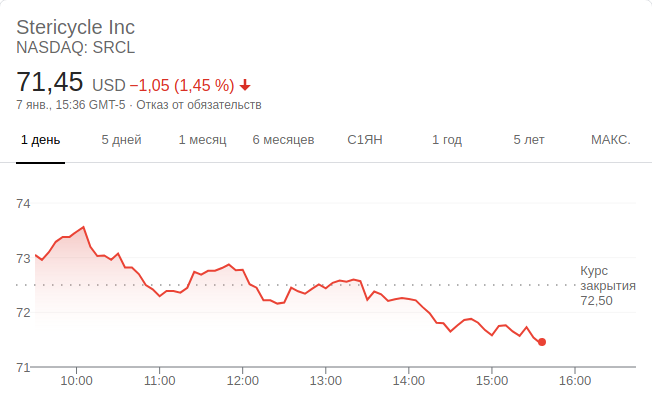 Stericycle Inc
NASDAQ: SRCL
71,45 USD −1,05 (1,45 %)
7 янв., 15:36 GMT-5 · Отказ от обязательств
1 день 5 дней 1 месяц 6 месяцев С1ЯН 1 год 5 лет МАКС.
74
73
Курс
закрытия
72,50
72
71
10:00 11:00 12:00 13:00 14:00 15:00 16:00